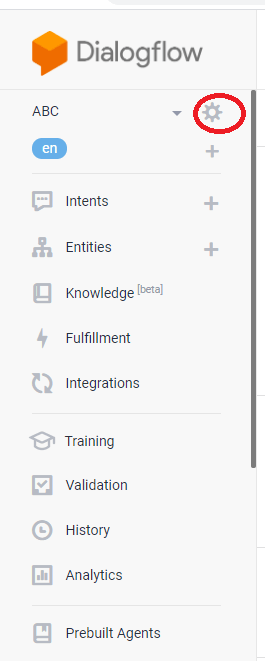 Dialogflow
ABC
en
Intents
Entities
Knowledge [beta]
Fulfillment
Integrations
Training
Validation
History
Analytics
Prebuilt Agents